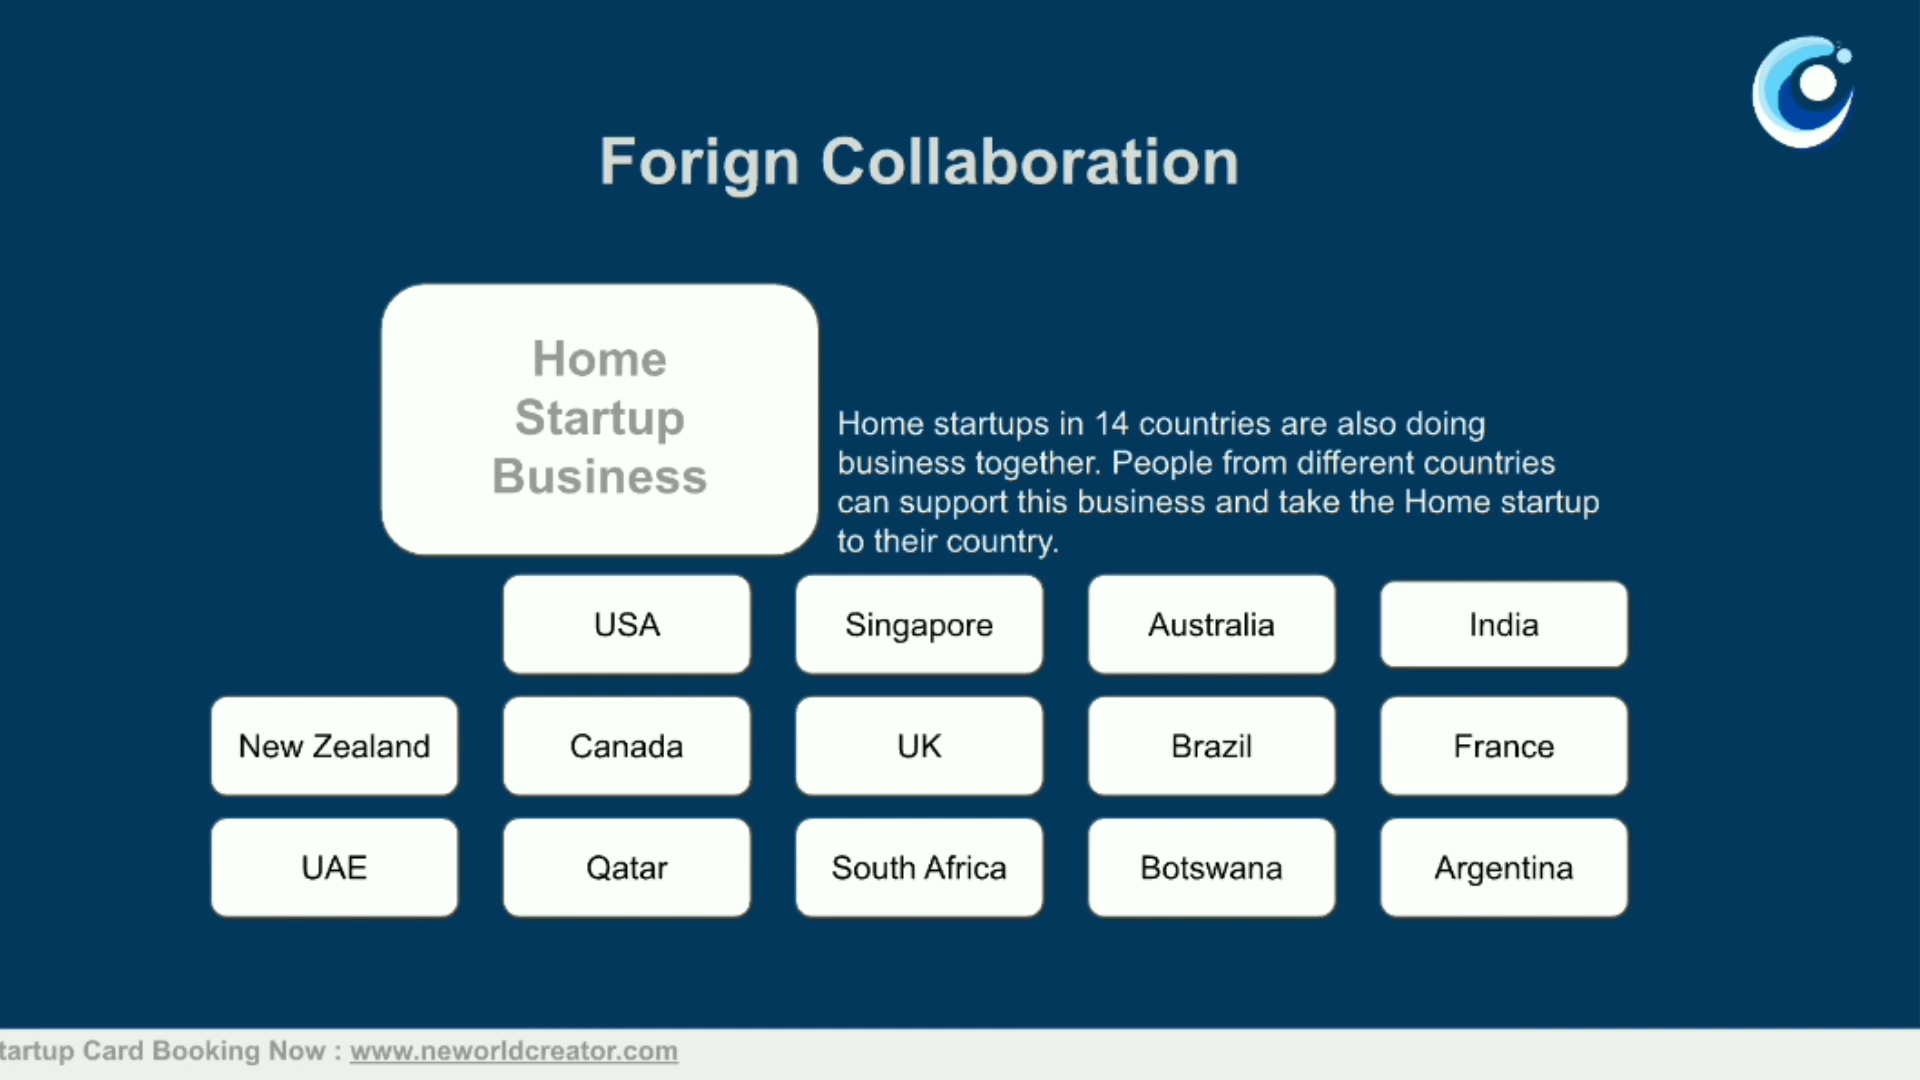 Forign Collaboration
Home
Startup
Business
Home startups in 14 countries are also doing
business together. People from different countries
can support this business and take the Home startup
to their country.
USA
Singapore
Australia
India
New Zealand
Canada
UK
Brazil
France
UAE
Qatar
South Africa
Botswana
Argentina
tartup Card Booking Now : www.neworldcreator.com